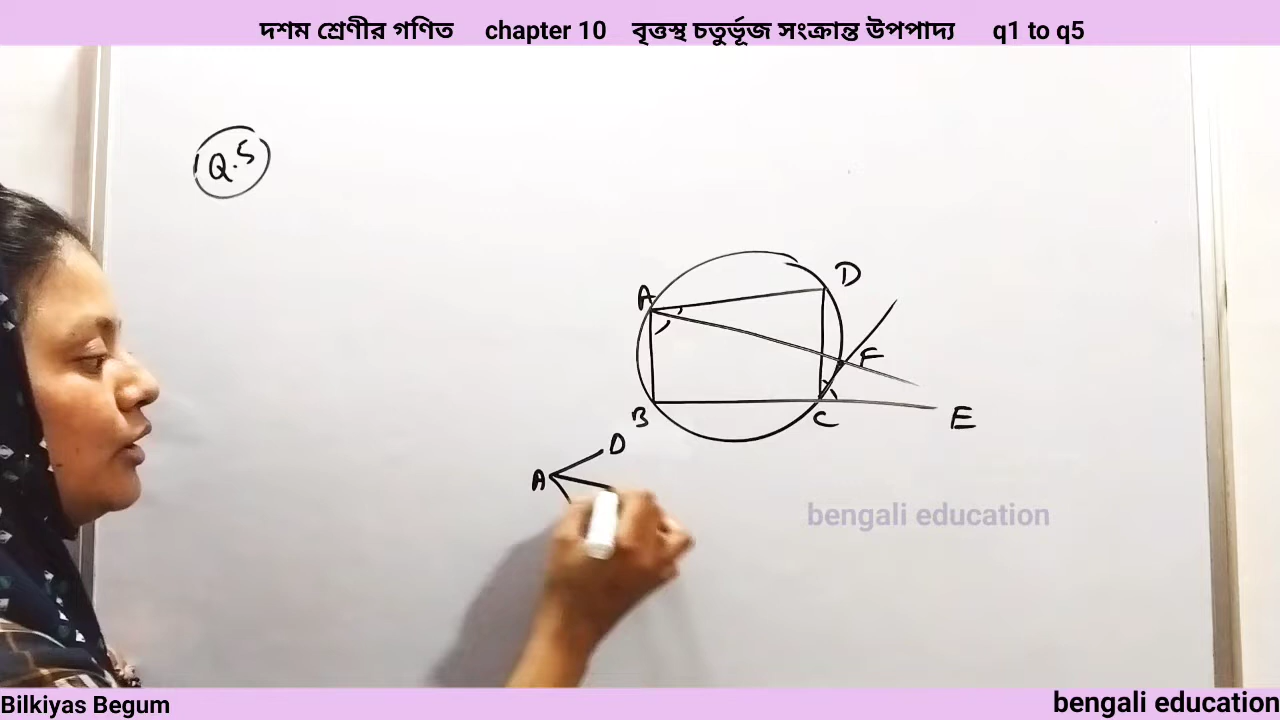 দশম শ্রেণীর গণিত chapter 10 বৃত্তস্থ চতুর্ভূজ সংক্রান্ত উপপাদ্য q1 to q5
Q.5
A
D
F
B
C
E
D
A
bengali education
Bilkiyas Begum
bengali education